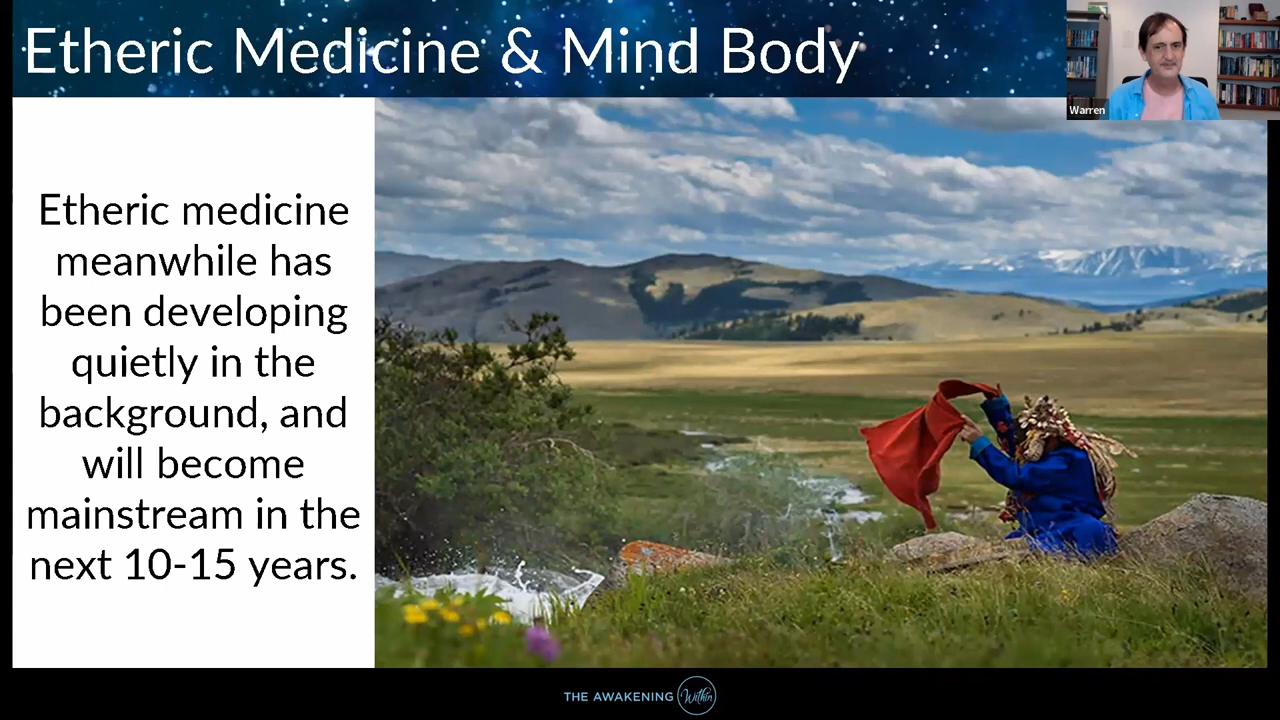 Etheric Medicine & Mind Body
Warren
Etheric medicine
meanwhile has
been developing
quietly in the
background, and
will become
mainstream in the
next 10-15 years.
THE AWAKENING Within